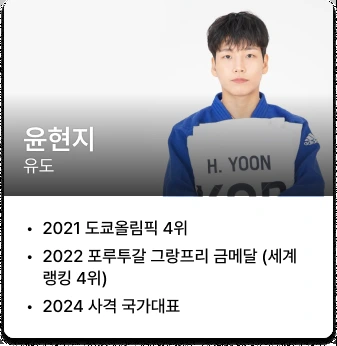 윤현지
유도
H. YOON
KOR
• 2021 도쿄올림픽 4위
• 2022 포루투갈 그랑프리 금메달 (세계
랭킹 4위)
• 2024 사격 국가대표